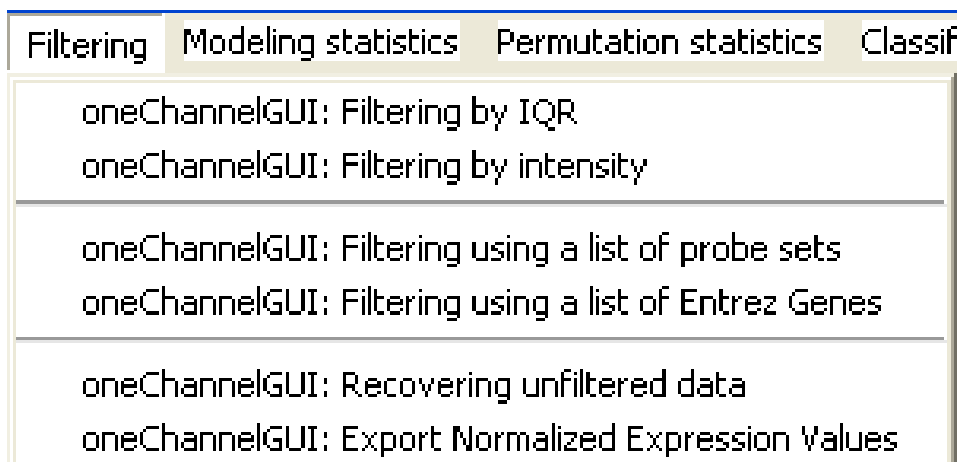 Filtering Modeling statistics Permutation statistics Classif
oneChannelGUI: Filtering by IQR
oneChannelGUI: Filtering by intensity
oneChannelGUI: Filtering using a list of probe sets
oneChannelGUI: Filtering using a list of Entrez Genes
oneChannelGUI: Recovering unfiltered data
oneChannelGUI: Export Normalized Expression Values